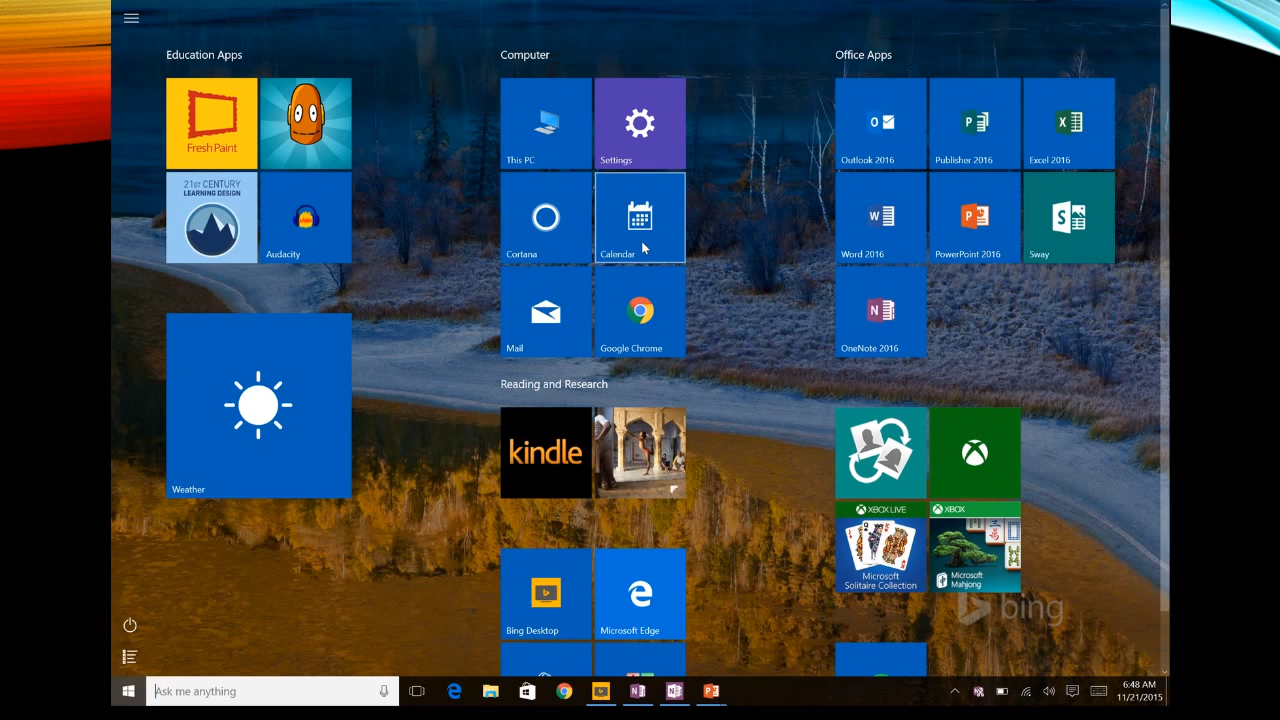 Education Apps
Fresh Paint
21ST CENTURY
LEARNING DESIGN
Audacity
Weather
Computer
This PC
Settings
Cortana
Calendar
Mail
Google Chrome
Reading and Research
kindle
Bing Desktop
Microsoft Edge
Office Apps
Outlook 2016
Publisher 2016
Excel 2016
Word 2016
PowerPoint 2016
Sway
OneNote 2016
XBOX LIVE
Microsoft
Solitaire Collection
XBOX
Microsoft
Mahjong
bing
Ask me anything
6:48 AM
11/21/2015